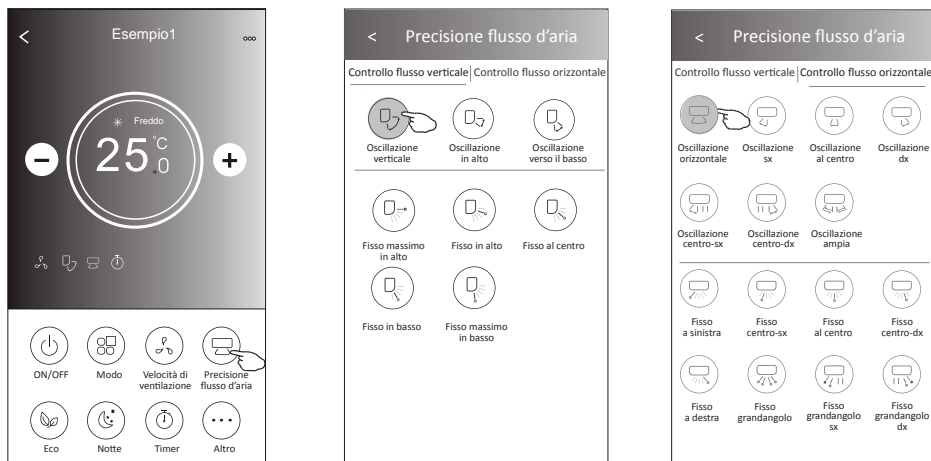 Esempio1
Freddo
25.0°C
ON/OFF
Modo
Velocità di
ventilazione
Precisione
flusso d'aria
Eco
Notte
Timer
Altro
Precisione flusso d'aria
Controllo flusso verticale
Controllo flusso orizzontale
Oscillazione
verticale
Oscillazione
in alto
Oscillazione
verso il basso
Fisso massimo
in alto
Fisso in alto
Fisso al centro
Fisso in basso
Fisso massimo
in basso
Precisione flusso d'aria
Controllo flusso verticale
Controllo flusso orizzontale
Oscillazione
orizzontale
Oscillazione
sx
Oscillazione
al centro
Oscillazione
dx
Oscillazione
centro-sx
Oscillazione
centro-dx
Oscillazione
ampia
Fisso
a sinistra
Fisso
centro-sx
Fisso
al centro
Fisso
centro-dx
Fisso
a destra
Fisso
grandangolo
Fisso
grandangolo
sx
Fisso
grandangolo
dx